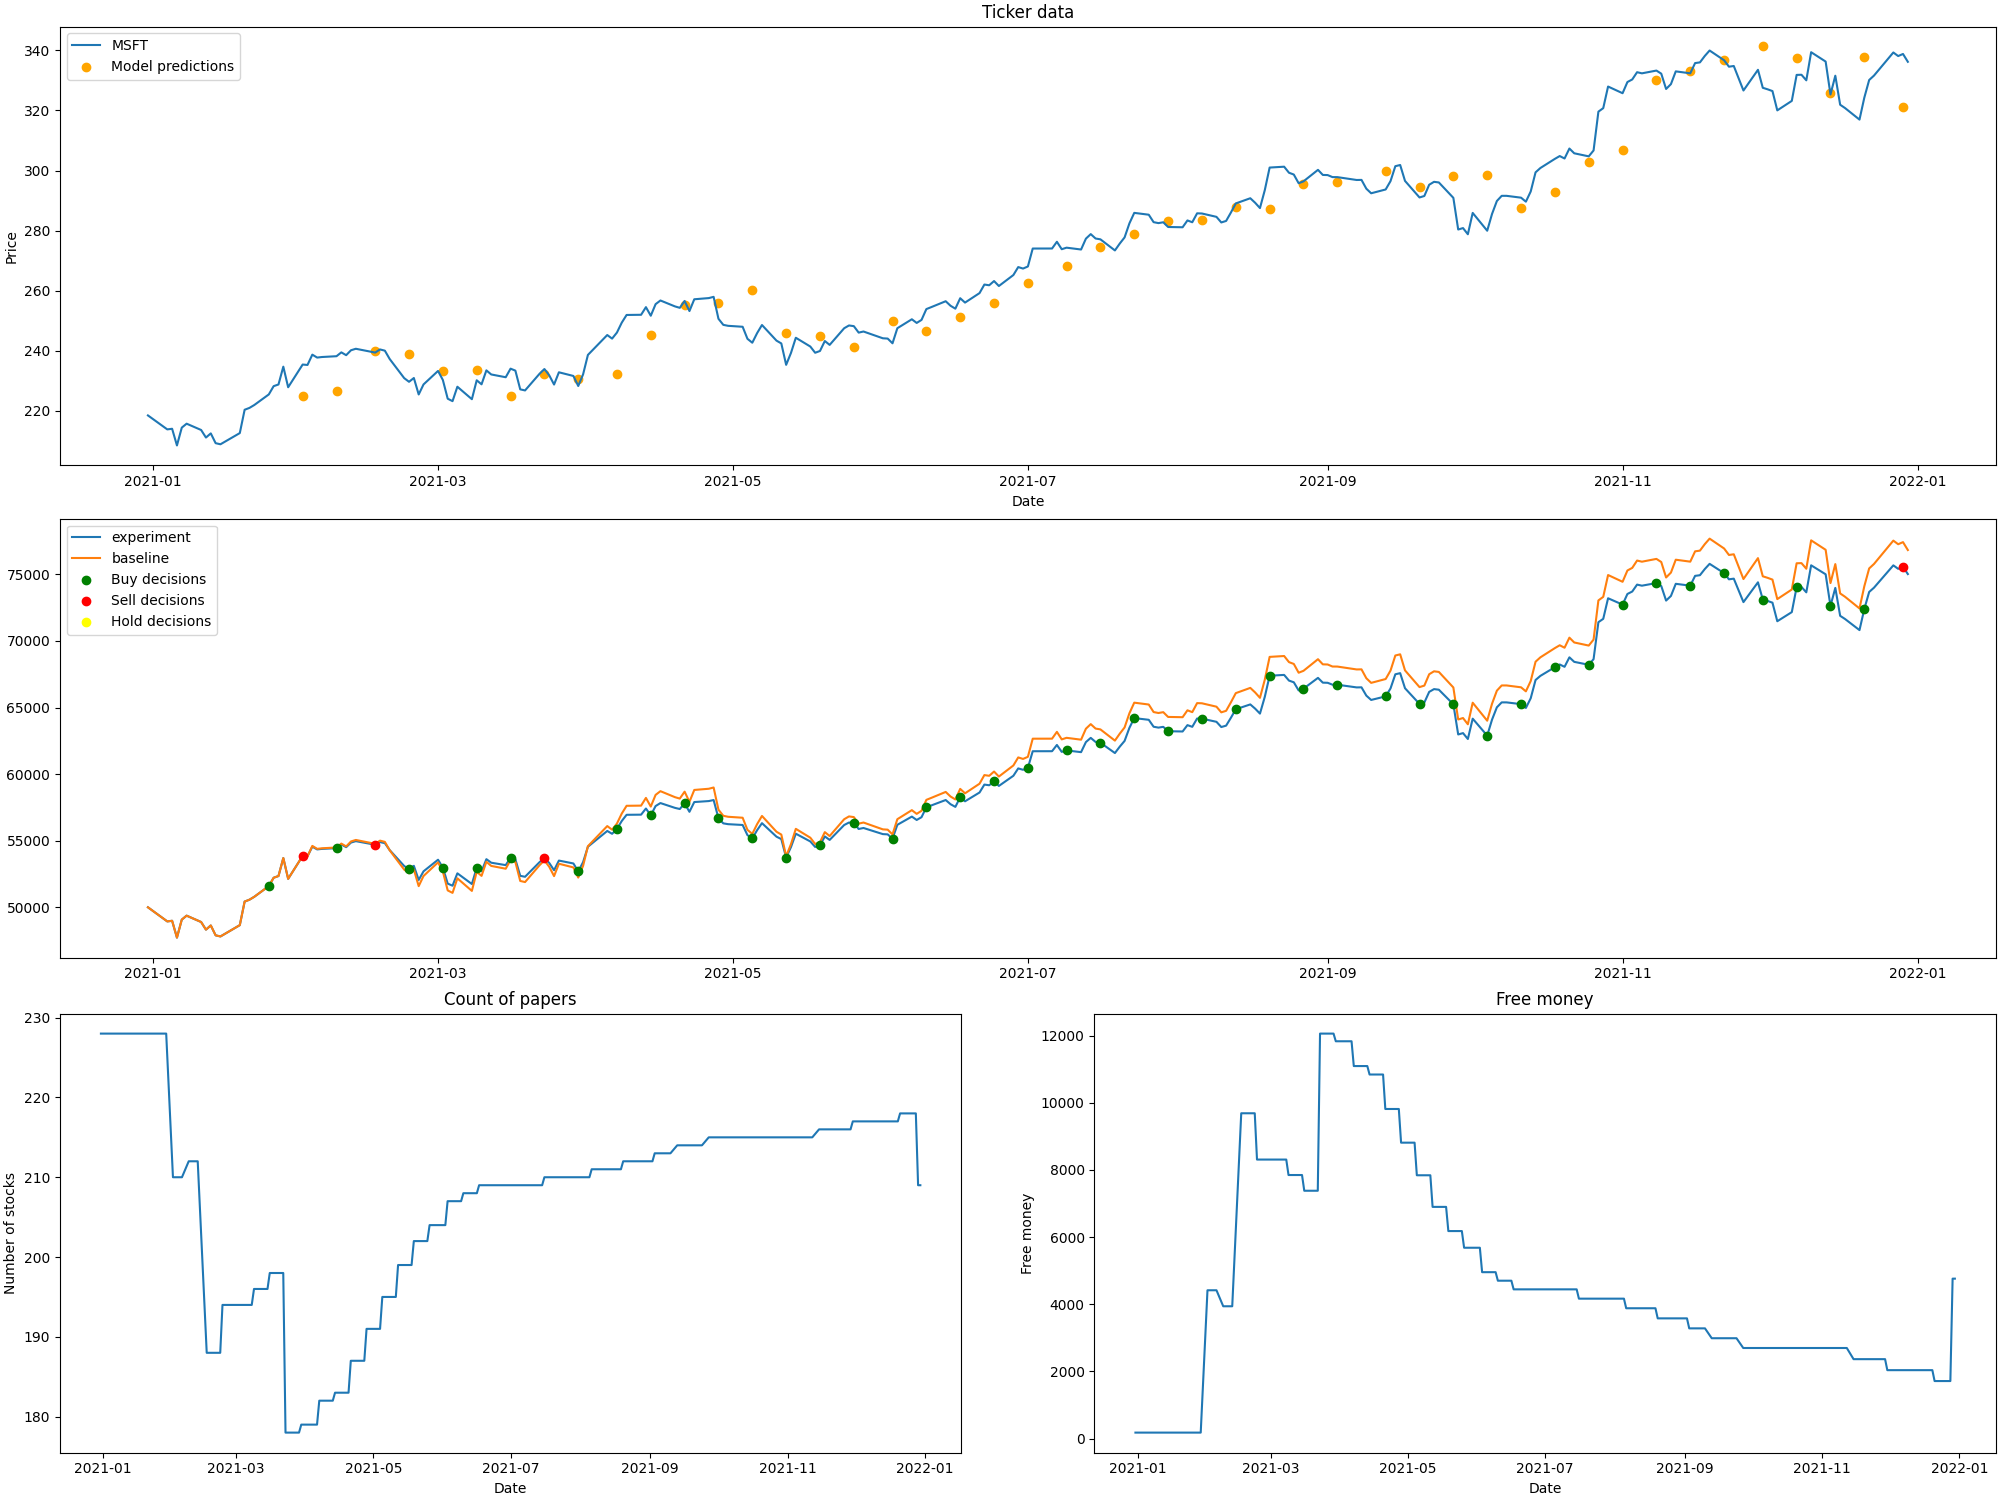 Ticker data
MSFT
Model predictions
340
320
300
280
260
240
220
Price
2021-01 2021-03 2021-05 2021-07 2021-09 2021-11 2022-01
Date
experiment
baseline
Buy decisions
Sell decisions
Hold decisions
75000
70000
65000
60000
55000
50000
2021-01 2021-03 2021-05 2021-07 2021-09 2021-11 2022-01
Count of papers
230
220
210
200
190
180
Number of stocks
2021-01 2021-03 2021-05 2021-07 2021-09 2021-11 2022-01
Date
Free money
12000
10000
8000
6000
4000
2000
0
Free money
2021-01 2021-03 2021-05 2021-07 2021-09 2021-11 2022-01
Date